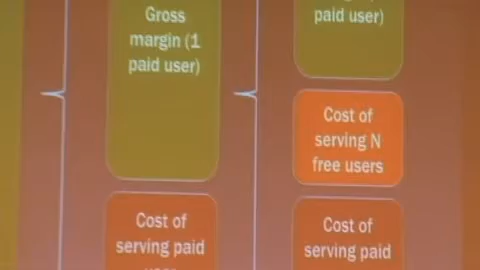 Gross
margin (1
paid user)
Cost of
serving paid
paid user)
Cost of
serving N
free users
Cost of
serving paid